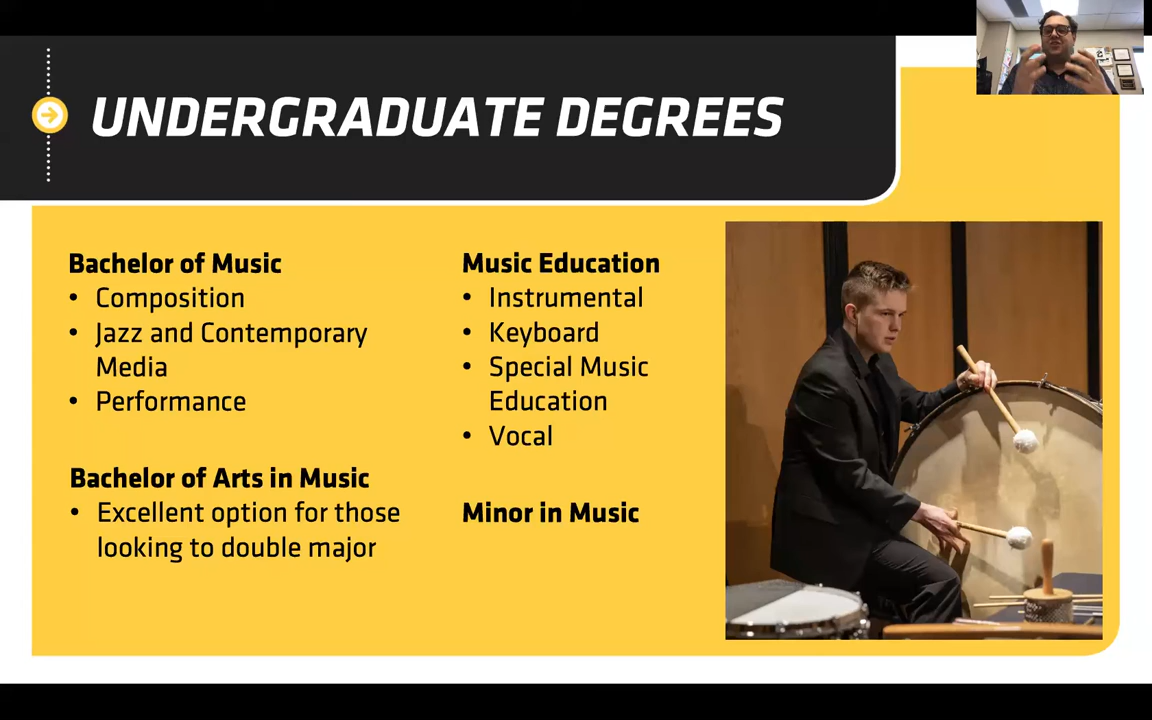 UNDERGRADUATE DEGREES
Bachelor of Music
• Composition
• Jazz and Contemporary
Media
• Performance
Bachelor of Arts in Music
• Excellent option for those
looking to double major
Music Education
• Instrumental
• Keyboard
• Special Music
Education
• Vocal
Minor in Music